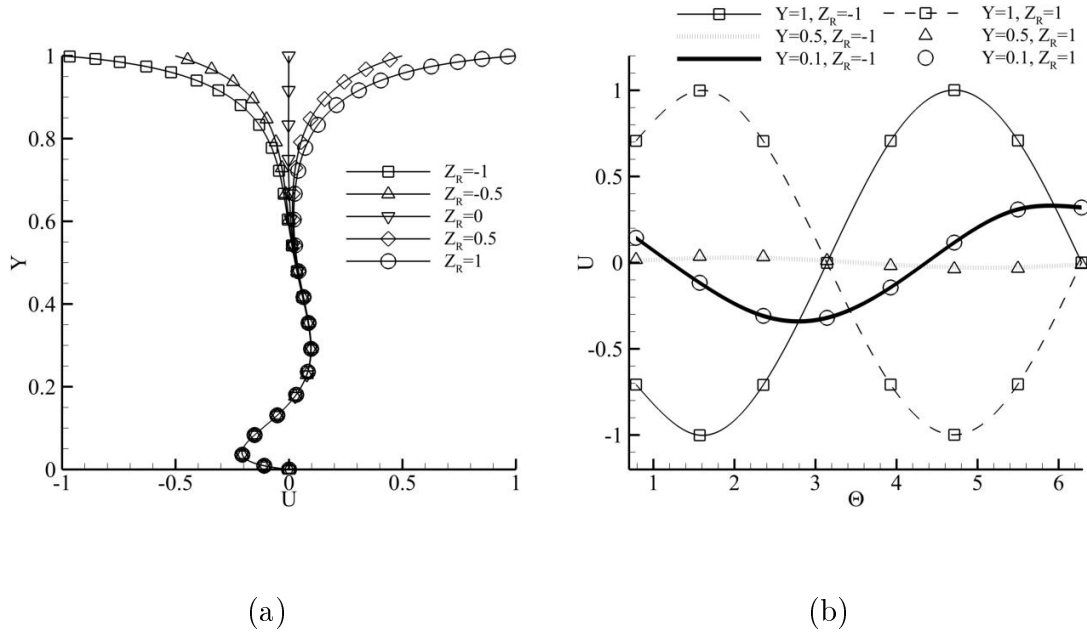 Y=1, Z_R=-1
Y=1, Z_R=1
Y=0.5, Z_R=-1
Y=0.5, Z_R=1
Y=0.1, Z_R=-1
Y=0.1, Z_R=1
1
0.8
0.6
0.4
0.2
0
Y
Z_R=-1
Z_R=-0.5
Z_R=0
Z_R=0.5
Z_R=1
-1
-0.5
0
0.5
1
U
1
0.5
0
-0.5
-1
U
1
2
3
4
5
6
Θ
(a)
(b)